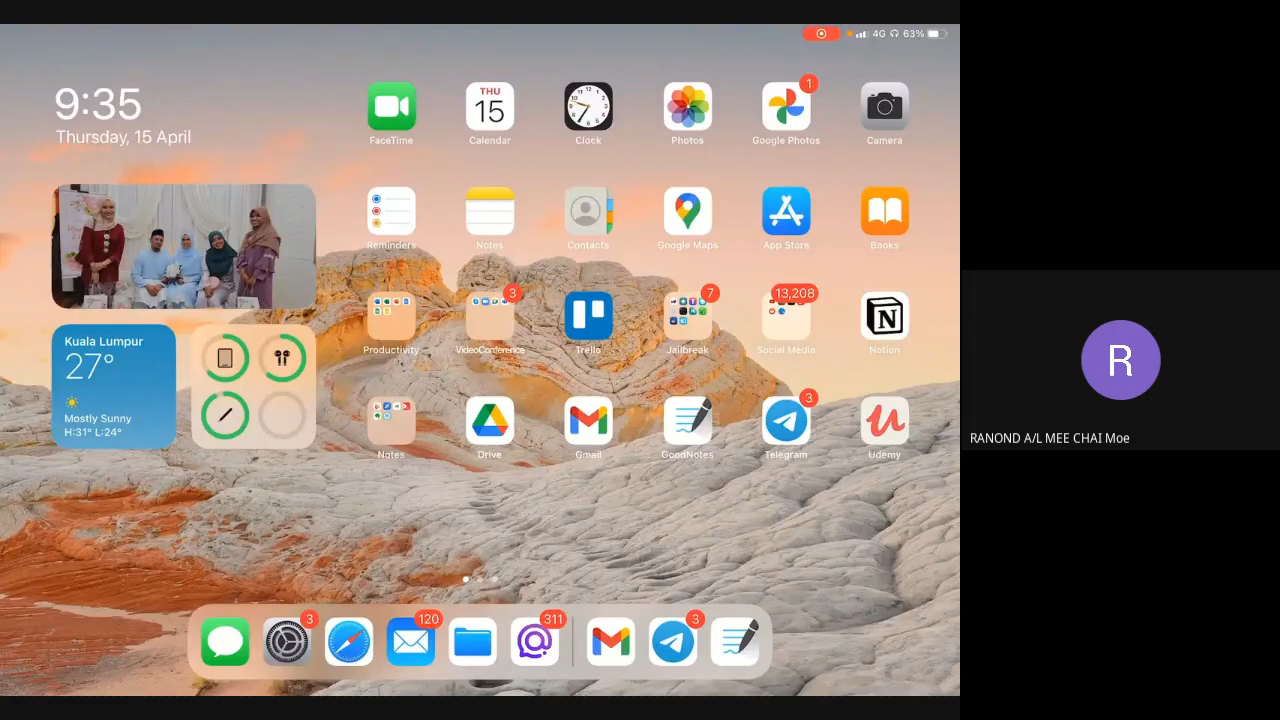 4G 63%
9:35
Thursday, 15 April
THU
15
12
1
FaceTime
Calendar
Clock
Photos
Google Photos
Camera
Reminders
Notes
Contacts
Google Maps
App Store
Books
3
7
13,208
Productivity
VideoConference
Trello
Jailbreak
Social Media
Notion
Kuala Lumpur
27°
Mostly Sunny
H:31° L:24°
3
Notes
Drive
Gmail
GoodNotes
Telegram
Udemy
3
120
311
3
R
RANOND A/L MEE CHAI Moe